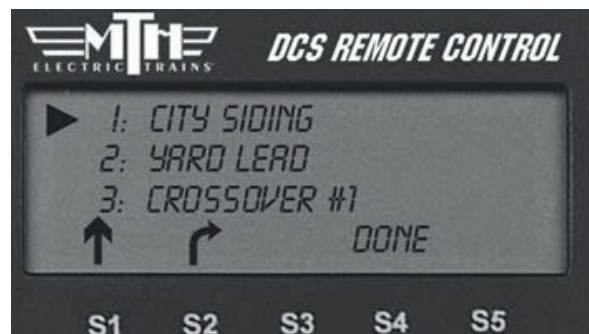 MTH
ELECTRIC TRAINS
DCS REMOTE CONTROL
1: CITY SIDING
2: YARD LEAD
3: CROSSOVER #1
DONE
S1 S2 S3 S4 S5